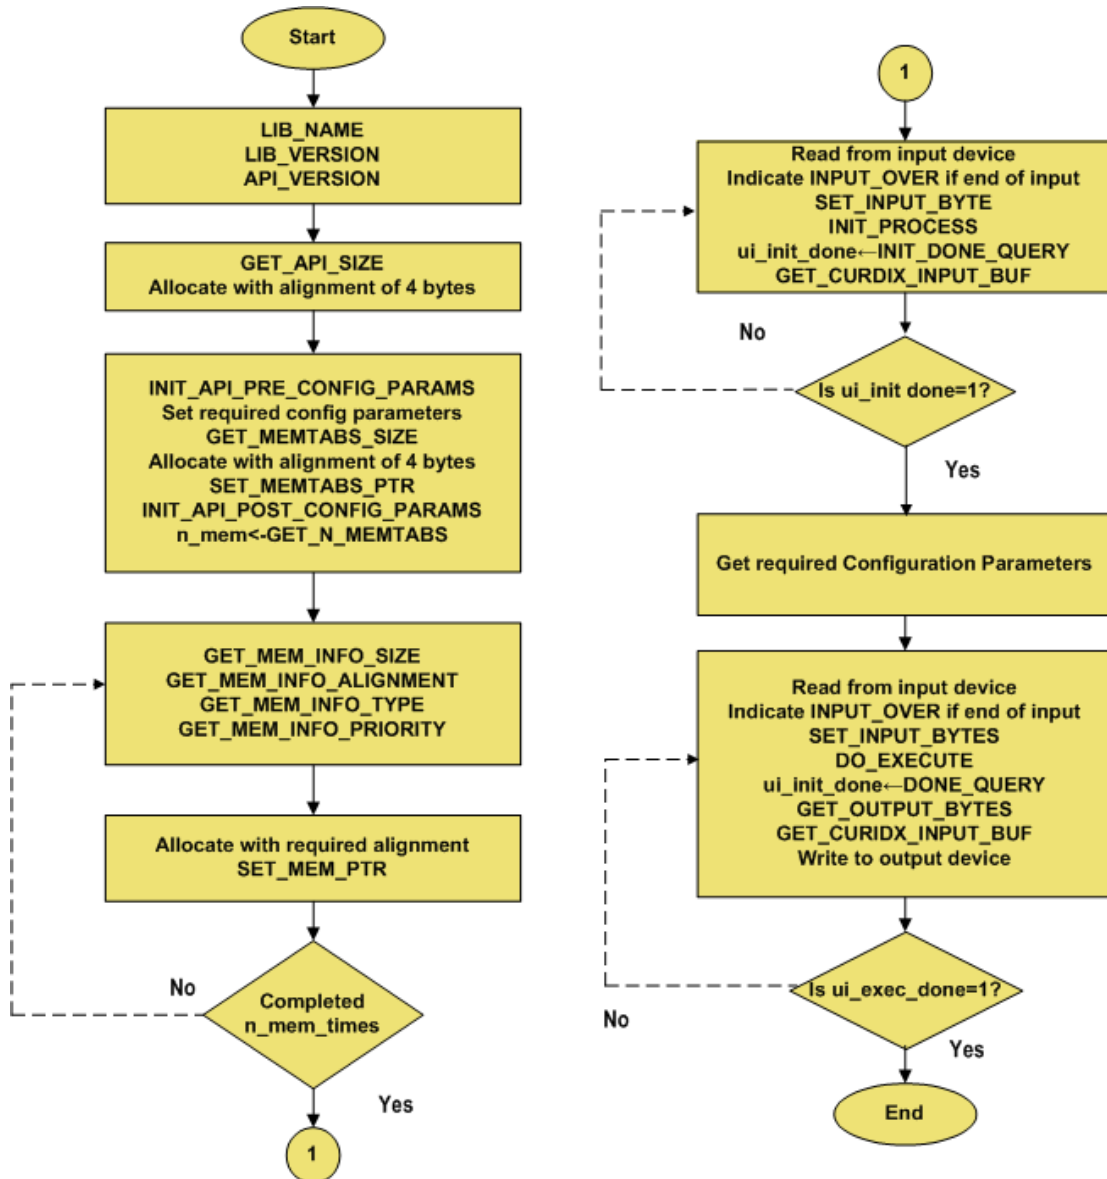 Start
LIB_NAME
LIB_VERSION
API_VERSION
GET_API_SIZE
Allocate with alignment of 4 bytes
INIT_API_PRE_CONFIG_PARAMS
Set required config parameters
GET_MEMTABS_SIZE
Allocate with alignment of 4 bytes
SET_MEMTABS_PTR
INIT_API_POST_CONFIG_PARAMS
n_mem<-GET_N_MEMTABS
GET_MEM_INFO_SIZE
GET_MEM_INFO_ALIGNMENT
GET_MEM_INFO_TYPE
GET_MEM_INFO_PRIORITY
Allocate with required alignment
SET_MEM_PTR
No
Completed
n_mem_times
Yes
1
1
Read from input device
Indicate INPUT_OVER if end of input
SET_INPUT_BYTE
INIT_PROCESS
ui_init_done←INIT_DONE_QUERY
GET_CURDIX_INPUT_BUF
No
Is ui_init done=1?
Yes
Get required Configuration Parameters
Read from input device
Indicate INPUT_OVER if end of input
SET_INPUT_BYTES
DO_EXECUTE
ui_init_done←DONE_QUERY
GET_OUTPUT_BYTES
GET_CURIDX_INPUT_BUF
Write to output device
Is ui_exec_done=1?
No
Yes
End